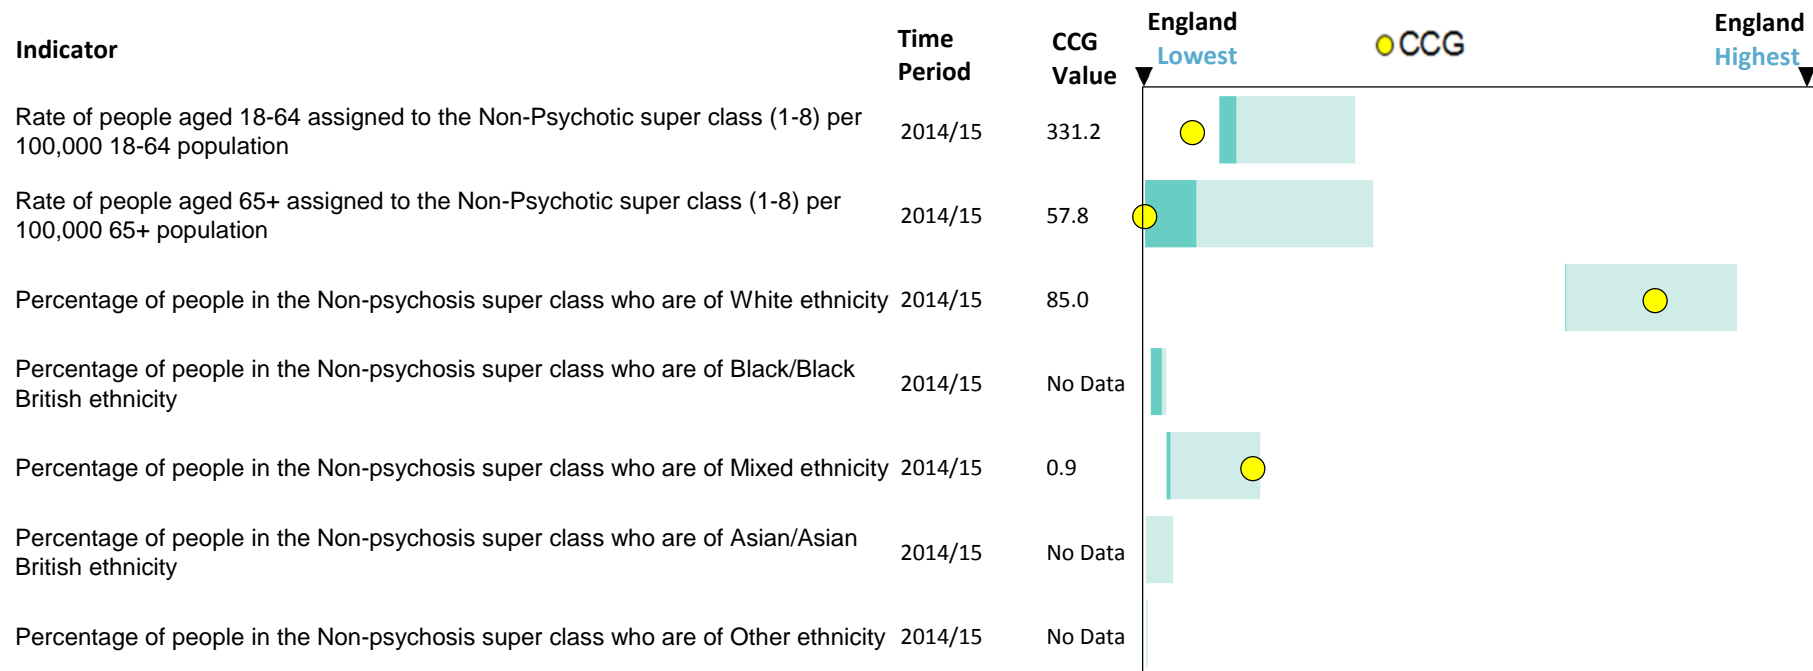 Indicator
Time Period
CCG Value
England Lowest
CCG
England Highest
Rate of people aged 18-64 assigned to the Non-Psychotic super class (1-8) per
100,000 18-64 population
2014/15
331.2
Rate of people aged 65+ assigned to the Non-Psychotic super class (1-8) per
100,000 65+ population
2014/15
57.8
Percentage of people in the Non-psychosis super class who are of White ethnicity
2014/15
85.0
Percentage of people in the Non-psychosis super class who are of Black/Black
British ethnicity
2014/15
No Data
Percentage of people in the Non-psychosis super class who are of Mixed ethnicity
2014/15
0.9
Percentage of people in the Non-psychosis super class who are of Asian/Asian
British ethnicity
2014/15
No Data
Percentage of people in the Non-psychosis super class who are of Other ethnicity
2014/15
No Data